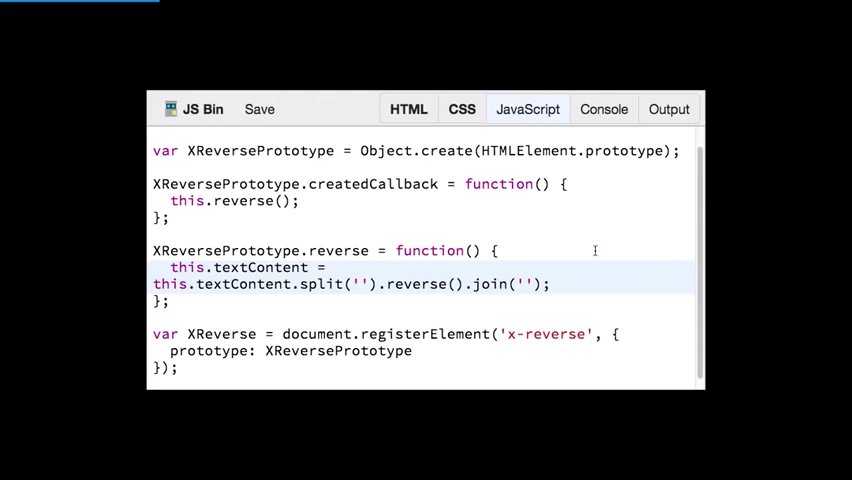 JS Bin Save HTML CSS JavaScript Console Output
var XReversePrototype = Object.create(HTMLElement.prototype);
XReversePrototype.createdCallback = function() {
  this.reverse();
};
XReversePrototype.reverse = function() {
  this.textContent =
this.textContent.split('').reverse().join('');
};
var XReverse = document.registerElement('x-reverse', {
  prototype: XReversePrototype
});